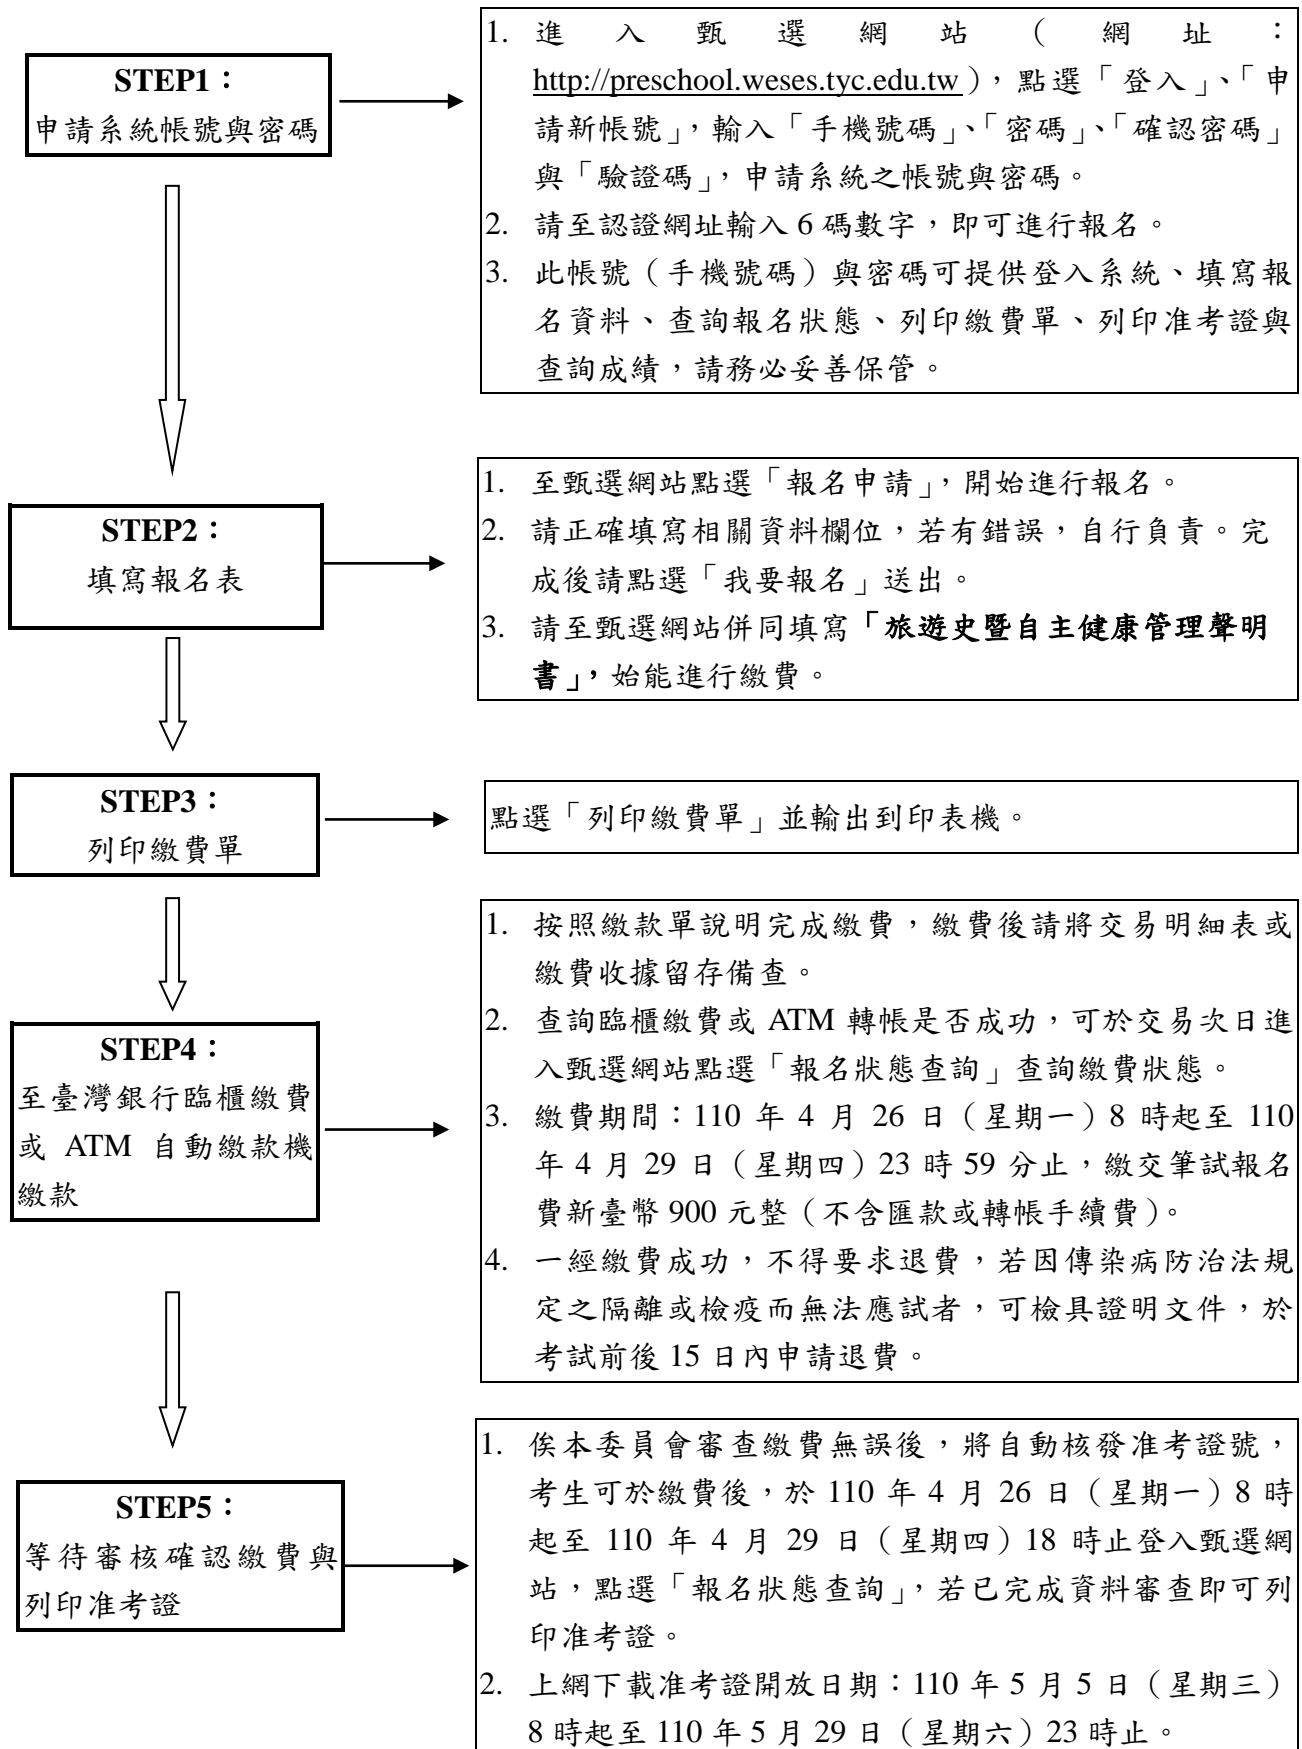 STEP1：
申請系統帳號與密碼
1. 進入甄選網站（網址：
http://preschool.weses.tyc.edu.tw），點選「登入」、「申
請新帳號」，輸入「手機號碼」、「密碼」、「確認密碼」
與「驗證碼」，申請系統之帳號與密碼。
2. 請至認證網址輸入 6 碼數字，即可進行報名。
3. 此帳號（手機號碼）與密碼可提供登入系統、填寫報
名資料、查詢報名狀態、列印繳費單、列印准考證與
查詢成績，請務必妥善保管。
STEP2：
填寫報名表
1. 至甄選網站點選「報名申請」，開始進行報名。
2. 請正確填寫相關資料欄位，若有錯誤，自行負責。完
成後請點選「我要報名」送出。
3. 請至甄選網站併同填寫「旅遊史暨自主健康管理聲明
書」，始能進行繳費。
STEP3：
列印繳費單
點選「列印繳費單」並輸出到印表機。
STEP4：
至臺灣銀行臨櫃繳費
或 ATM 自動繳款機
繳款
1. 按照繳款單說明完成繳費，繳費後請將交易明細表或
繳費收據留存備查。
2. 查詢臨櫃繳費或 ATM 轉帳是否成功，可於交易次日進
入甄選網站點選「報名狀態查詢」查詢繳費狀態。
3. 繳費期間：110 年 4 月 26 日（星期一）8 時起至 110
年 4 月 29 日（星期四）23 時 59 分止，繳交筆試報名
費新臺幣 900 元整（不含匯款或轉帳手續費）。
4. 一經繳費成功，不得要求退費，若因傳染病防治法規
定之隔離或檢疫而無法應試者，可檢具證明文件，於
考試前後 15 日內申請退費。
STEP5：
等待審核確認繳費與
列印准考證
1. 俟本委員會審查繳費無誤後，將自動核發准考證號，
考生可於繳費後，於 110 年 4 月 26 日（星期一）8 時
起至 110 年 4 月 29 日（星期四）18 時止登入甄選網
站，點選「報名狀態查詢」，若已完成資料審查即可列
印准考證。
2. 上網下載准考證開放日期：110 年 5 月 5 日（星期三）
8 時起至 110 年 5 月 29 日（星期六）23 時止。